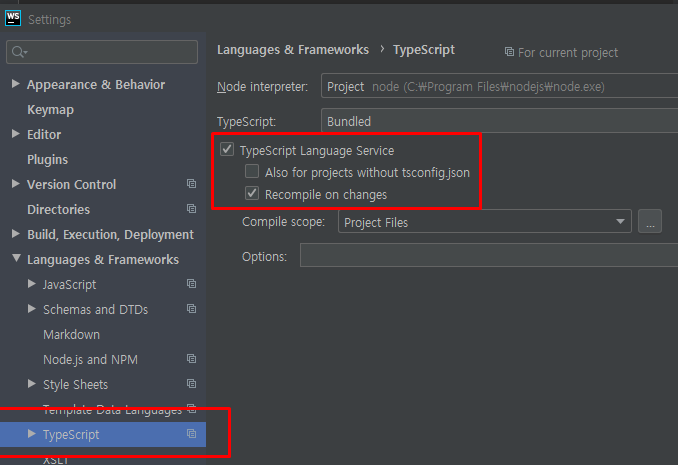 WS Settings
Appearance & Behavior
Keymap
Editor
Plugins
Version Control
Directories
Build, Execution, Deployment
Languages & Frameworks
JavaScript
Schemas and DTDs
Markdown
Node.js and NPM
Style Sheets
Template Data Languages
TypeScript
XSLT
Languages & Frameworks › TypeScript For current project
Node interpreter: Project node (C:₩Program Files₩nodejs₩node.exe)
TypeScript: Bundled
TypeScript Language Service
Also for projects without tsconfig.json
Recompile on changes
Compile scope: Project Files ...
Options: